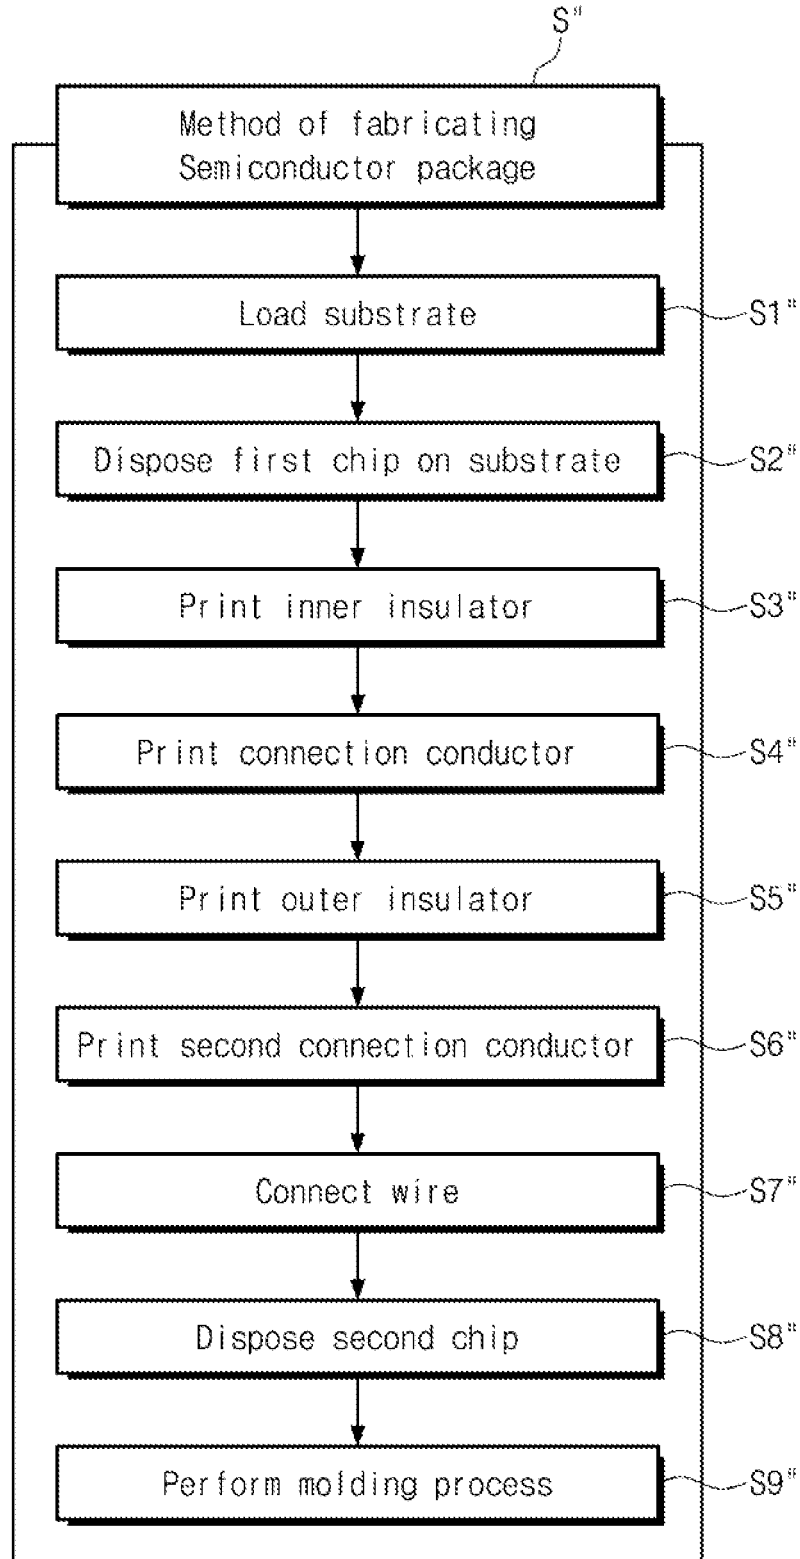 S"
Method of fabricating
Semiconductor package
Load substrate
S1"
Dispose first chip on substrate
S2"
Print inner insulator
S3"
Print connection conductor
S4"
Print outer insulator
S5"
Print second connection conductor
S6"
Connect wire
S7"
Dispose second chip
S8"
Perform molding process
S9"